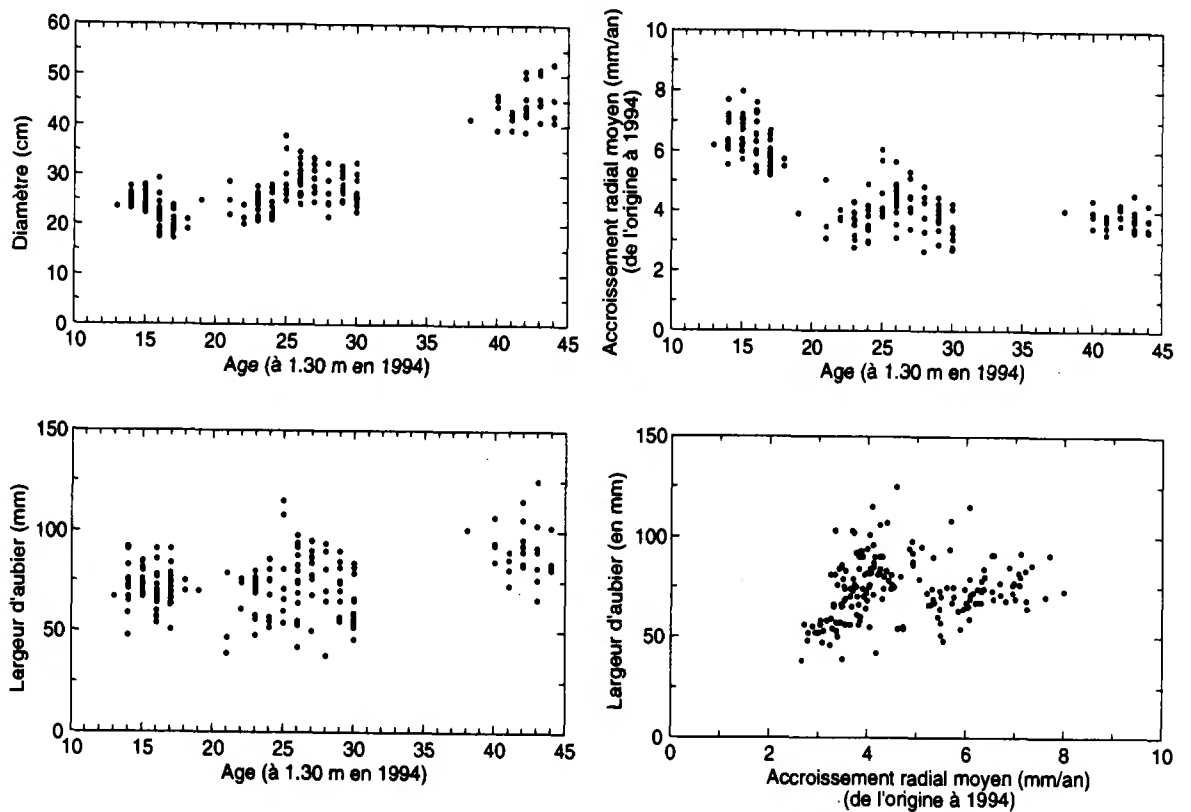 60
50
40
30
20
10
0
Diamètre (cm)
10 15 20 25 30 35 40 45
Age (à 1.30 m en 1994)
10
8
6
4
2
0
Accroissement radial moyen (mm/an)
(de l'origine à 1994)
10 15 20 25 30 35 40 45
Age (à 1.30 m en 1994)
150
100
50
0
Largeur d'aubier (mm)
10 15 20 25 30 35 40 45
Age (à 1.30 m en 1994)
150
100
50
0
Largeur d'aubier (en mm)
0 2 4 6 8 10
Accroissement radial moyen (mm/an)
(de l'origine à 1994)